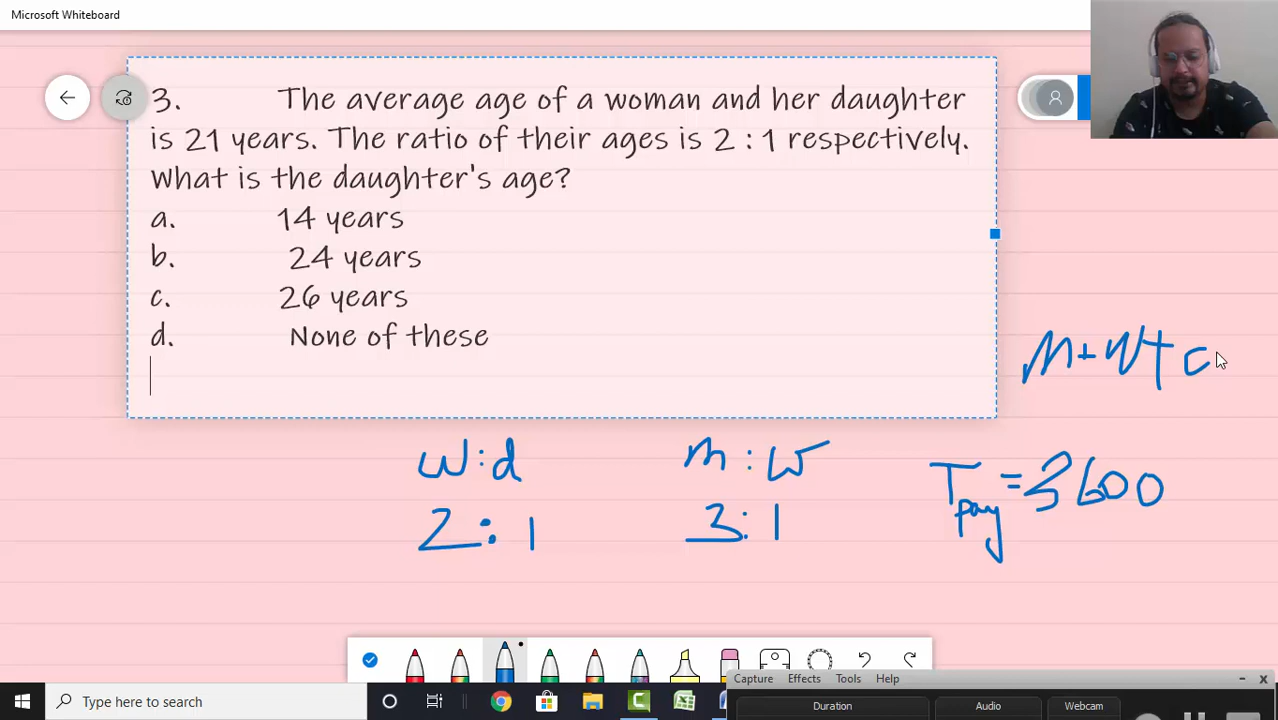 Microsoft Whiteboard
3. The average age of a woman and her daughter
is 21 years. The ratio of their ages is 2 : 1 respectively.
What is the daughter's age?
a. 14 years
b. 24 years
c. 26 years
d. None of these
M+W+C
W:d
m:W
2:1
3:1
Tpay=3600
Capture Effects Tools Help
Type here to search
Duration
Audio
Webcam